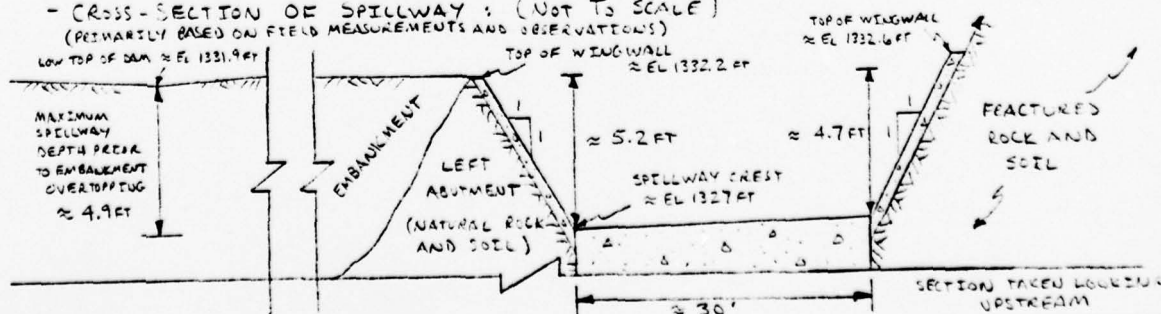 - CROSS-SECTION OF SPILLWAY : (NOT TO SCALE)
(PRIMARILY BASED ON FIELD MEASUREMENTS AND OBSERVATIONS)
LOW TOP OF DAM ≈ EL 1331.9 FT
TOP OF WINGWALL
≈ EL 1332.2 FT
TOP OF WINGWALL
≈ EL 1332.6 FT
MAXIMUM
SPILLWAY
DEPTH PRIOR
TO EMBANKMENT
OVERTOPPING
≈ 4.9 FT
EMBANKMENT
LEFT
ABUTMENT
(NATURAL ROCK
AND SOIL)
1
1
≈ 5.2 FT
SPILLWAY CREST
≈ EL 1327 FT
≈ 4.7 FT
1
1
FRACTURED
ROCK AND
SOIL
≈ 30'
SECTION TAKEN LOOKING
UPSTREAM